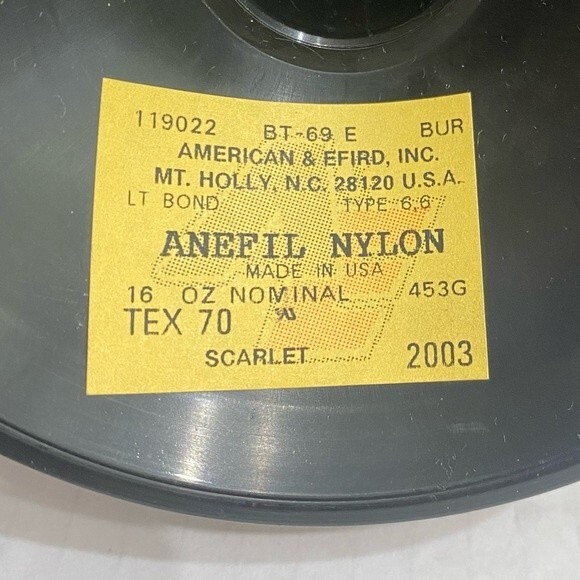 119022 BT-69 E BUR
AMERICAN & EFIRD, INC.
MT. HOLLY, N.C. 28120 U.S.A.
LT BOND TYPE 6,6
ANEFIL NYLON
MADE IN USA
16 OZ NOMINAL 453G
TEX 70
SCARLET 2003